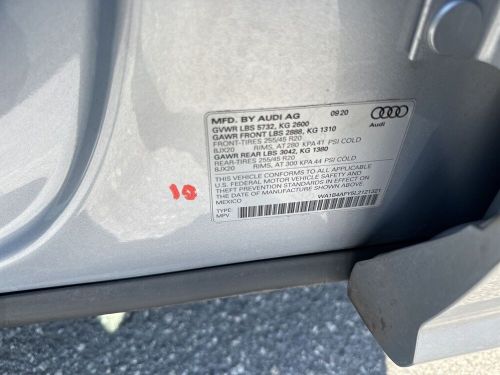 MFD. BY AUDI AG 09 20
GVWR LBS 5732, KG 2600
GAWR FRONT LBS 2888, KG 1310
FRONT-TIRES 255/45 R20
8JX20 RIMS, AT 280 KPA 41 PSI COLD
GAWR REAR LBS 3042, KG 1380
REAR-TIRES 255/45 R20
8JX20 RIMS, AT 300 KPA 44 PSI COLD
THIS VEHICLE CONFORMS TO ALL APPLICABLE
U.S. FEDERAL MOTOR VEHICLE SAFETY AND
THEFT PREVENTION STANDARDS IN EFFECT ON
THE DATE OF MANUFACTURE SHOWN ABOVE.
MEXICO
TYPE:
MPV
Audi